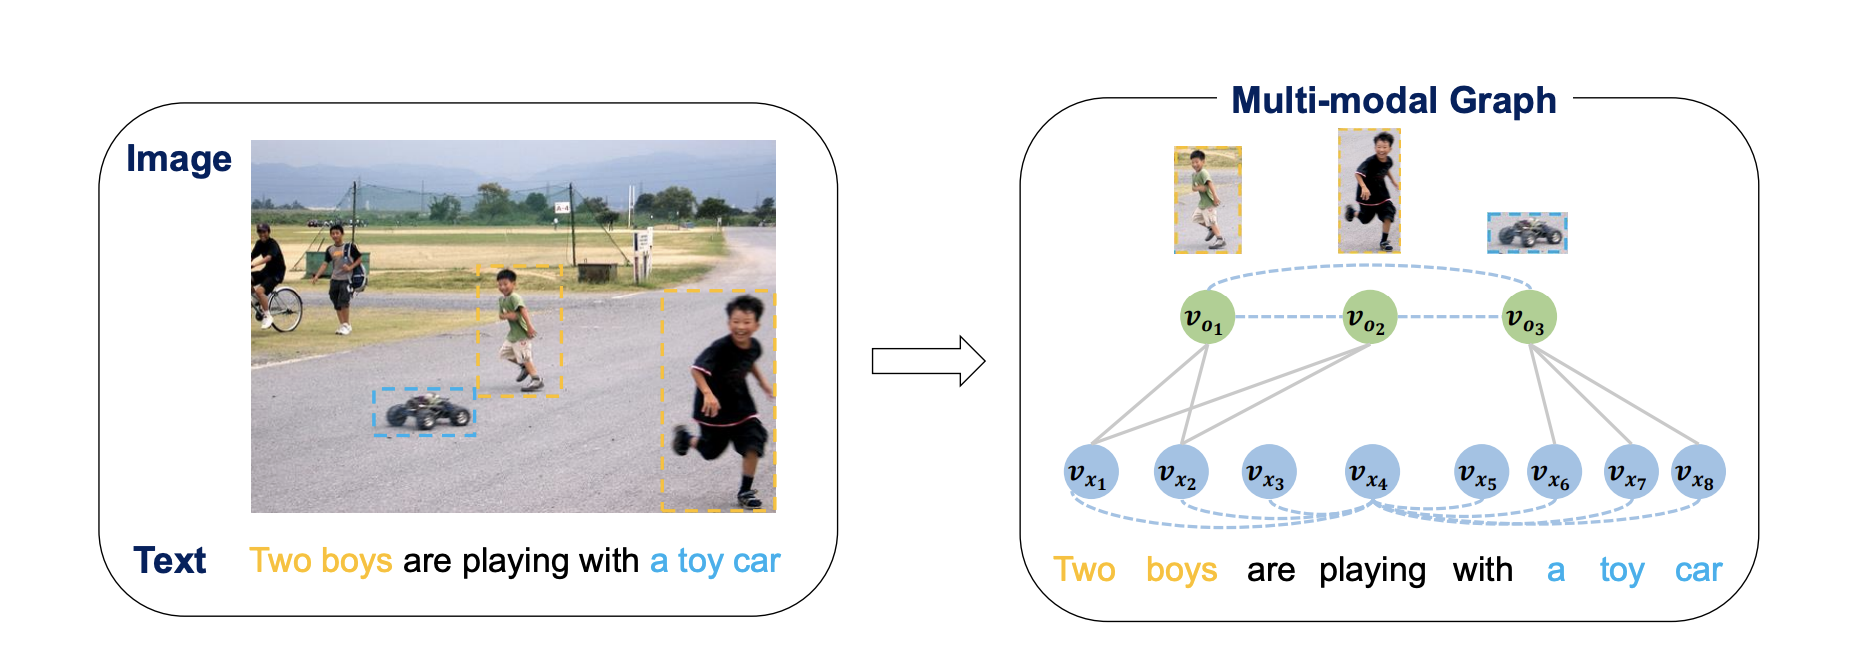 Image
A-4
Text
Two boys are playing with a toy car
Multi-modal Graph
v_{o_1} v_{o_2} v_{o_3}
v_{x_1} v_{x_2} v_{x_3} v_{x_4} v_{x_5} v_{x_6} v_{x_7} v_{x_8}
Two boys are playing with a toy car